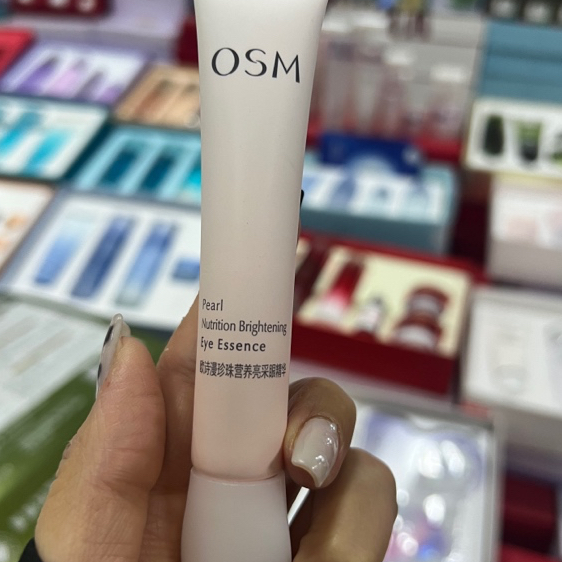 OSM
Pearl
Nutrition Brightening
Eye Essence
欧诗漫珍珠营养亮采眼精华